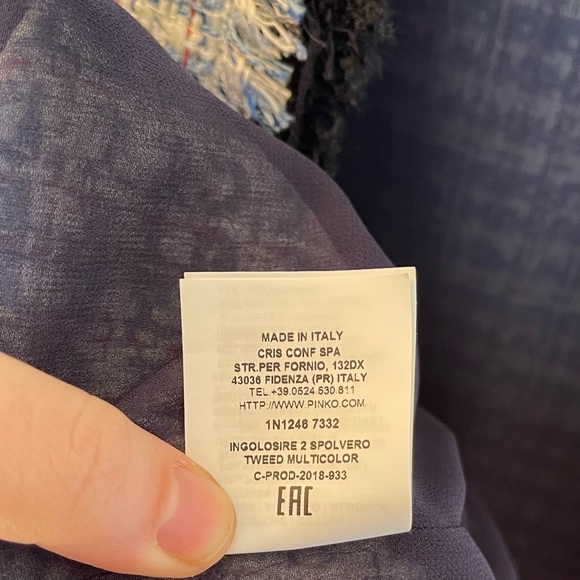 MADE IN ITALY
CRIS CONF SPA
STR.PER FORNIO, 132DX
43036 FIDENZA (PR) ITALY
TEL +39.0524.530.811
HTTP://WWW.PINKO.COM
1N1246 7332
INGOLOSIRE 2 SPOLVERO
TWEED MULTICOLOR
C-PROD-2018-933
EAC